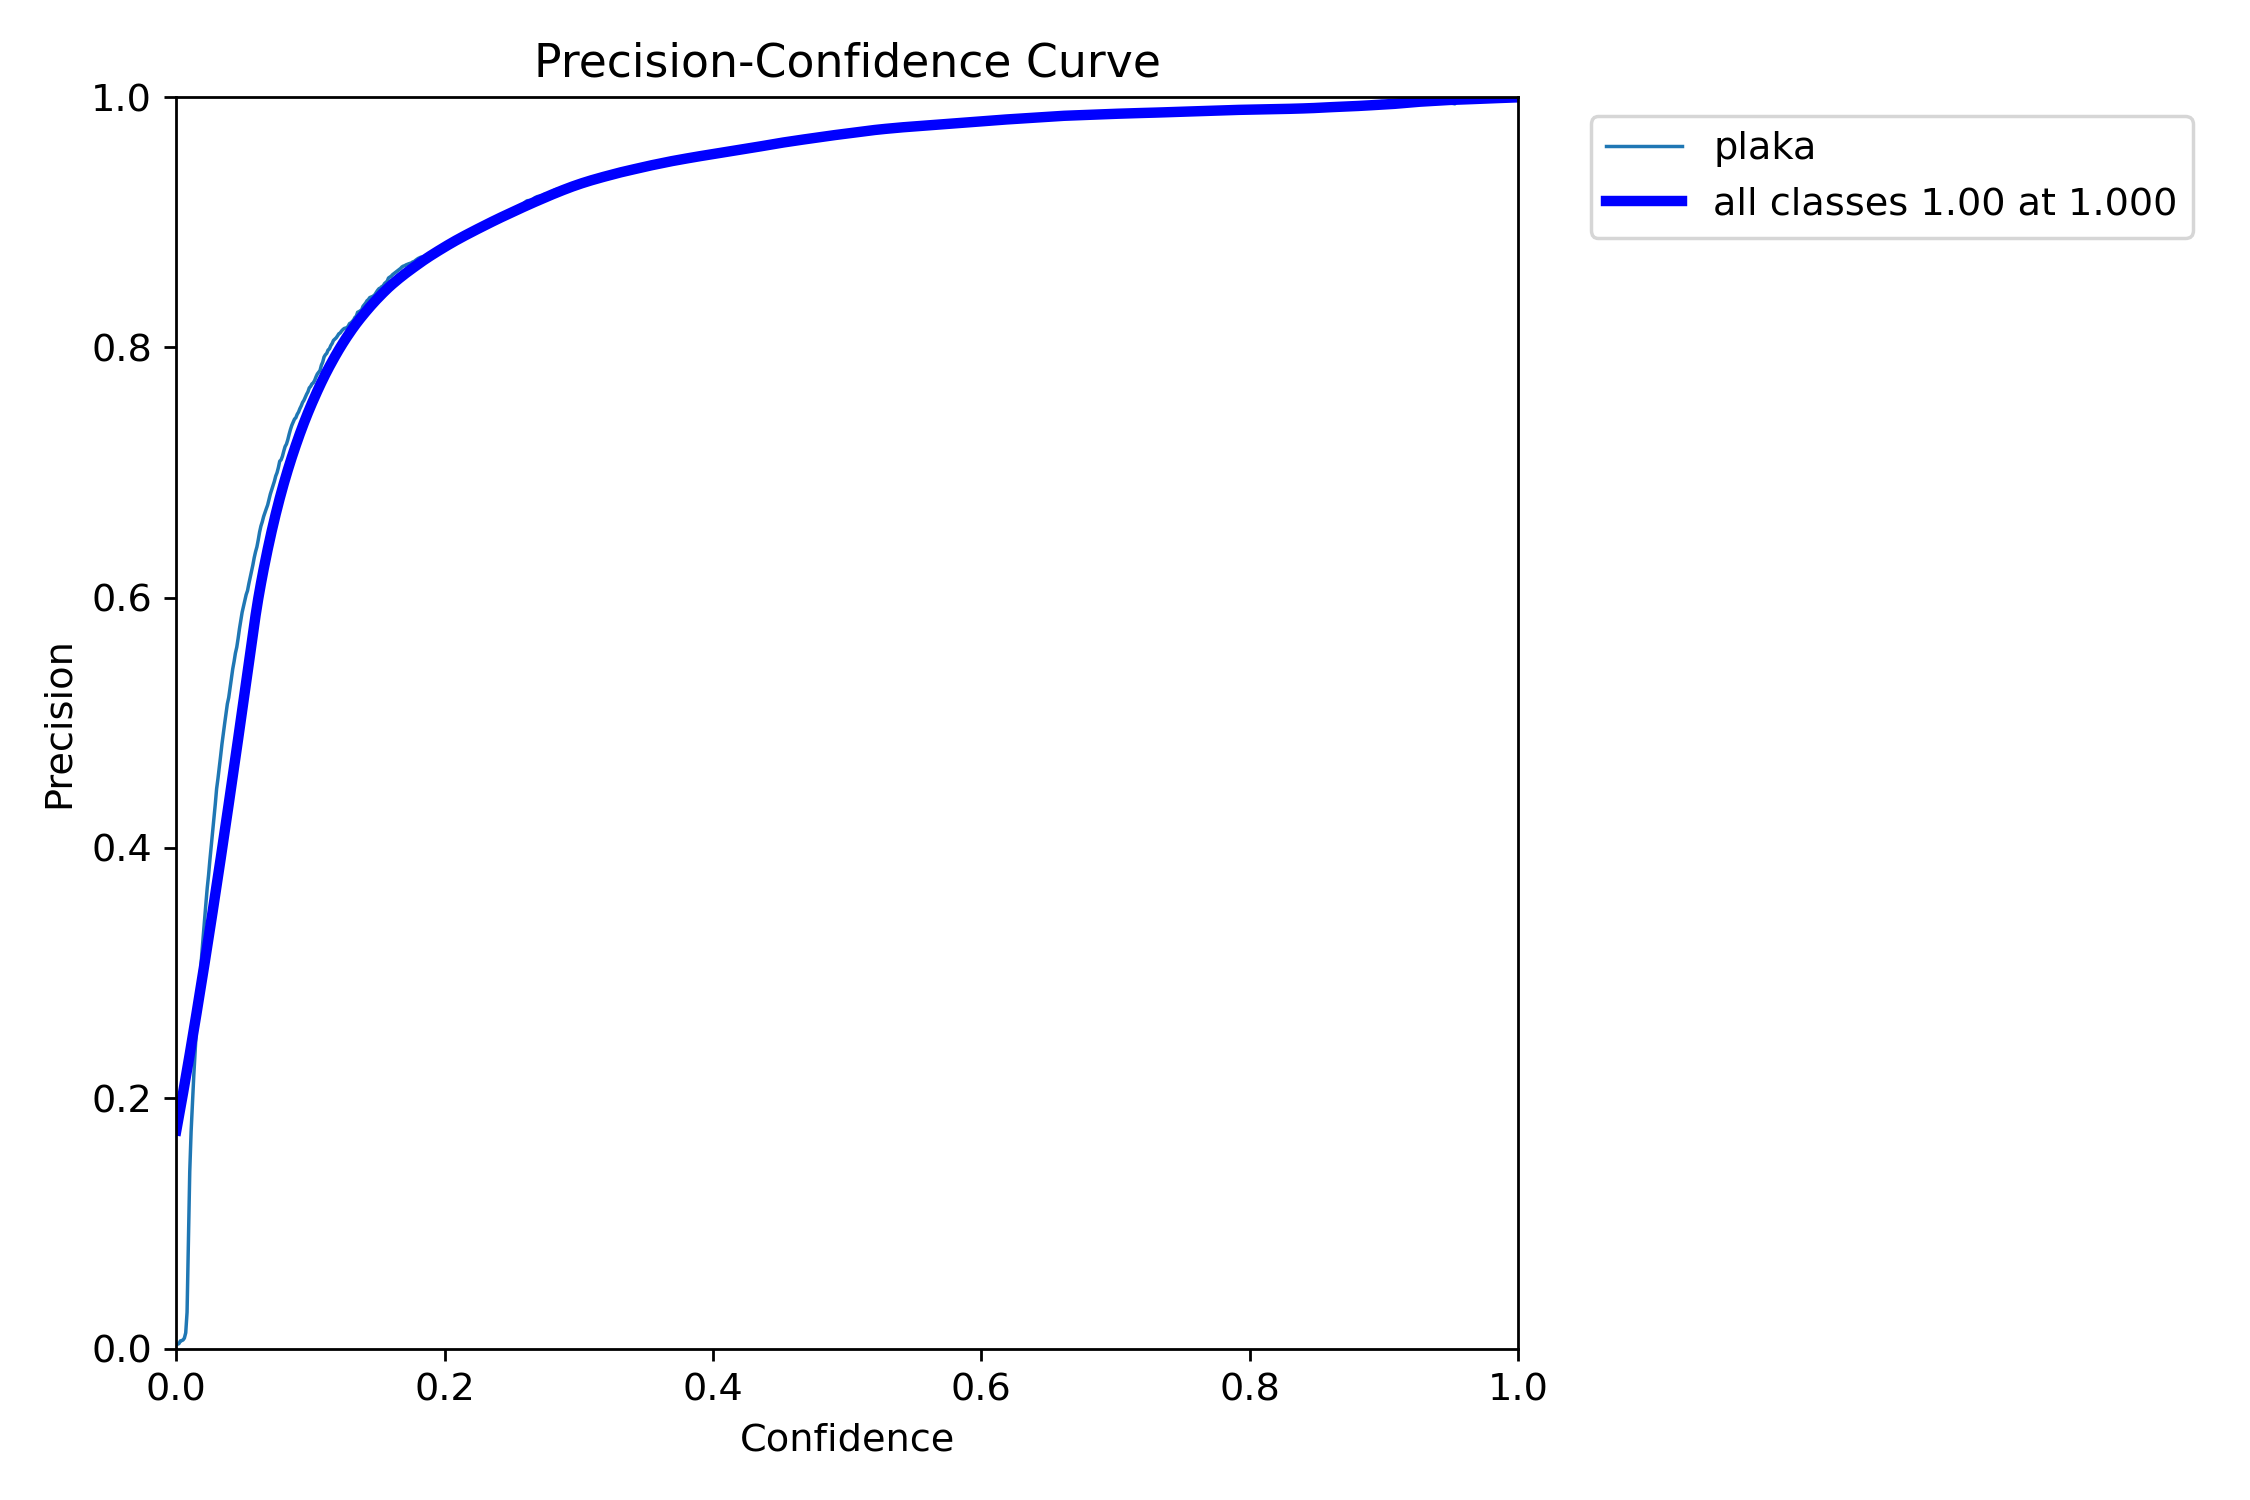 Precision-Confidence Curve
1.0
0.8
0.6
0.4
0.2
0.0
Precision
0.0 0.2 0.4 0.6 0.8 1.0
Confidence
plaka
all classes 1.00 at 1.000